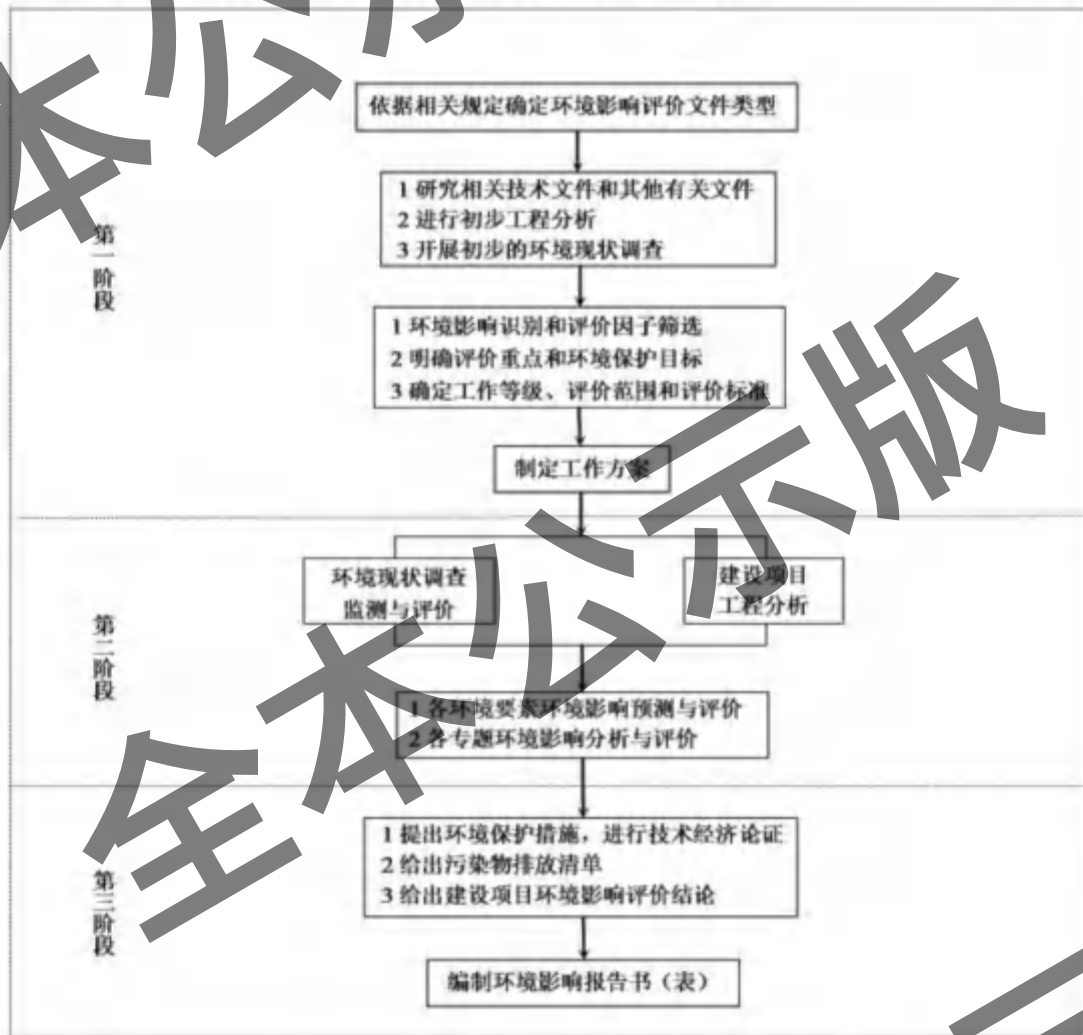 依据相关规定确定环境影响评价文件类型
1 研究相关技术文件和其他有关文件
2 进行初步工程分析
3 开展初步的环境现状调查
第一阶段
1 环境影响识别和评价因子筛选
2 明确评价重点和环境保护目标
3 确定工作等级、评价范围和评价标准
制定工作方案
环境现状调查
监测与评价
建设项目
工程分析
第二阶段
1 各环境要素环境影响预测与评价
2 各专题环境影响分析与评价
1 提出环境保护措施，进行技术经济论证
2 给出污染物排放清单
3 给出建设项目环境影响评价结论
第三阶段
编制环境影响报告书（表）
全本公示版
本公示